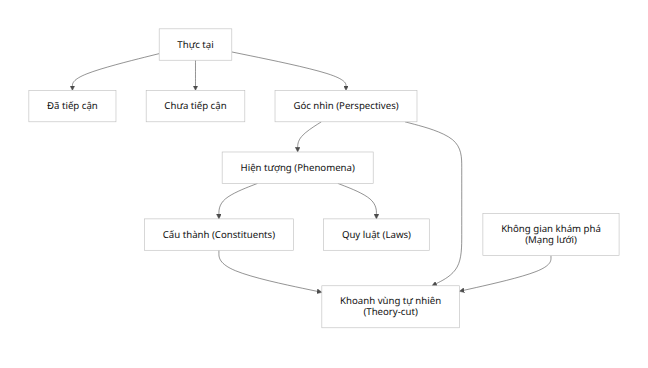 Thực tại
Đã tiếp cận
Chưa tiếp cận
Góc nhìn (Perspectives)
Hiện tượng (Phenomena)
Cấu thành (Constituents)
Quy luật (Laws)
Không gian khám phá
(Mạng lưới)
Khoanh vùng tự nhiên
(Theory-cut)